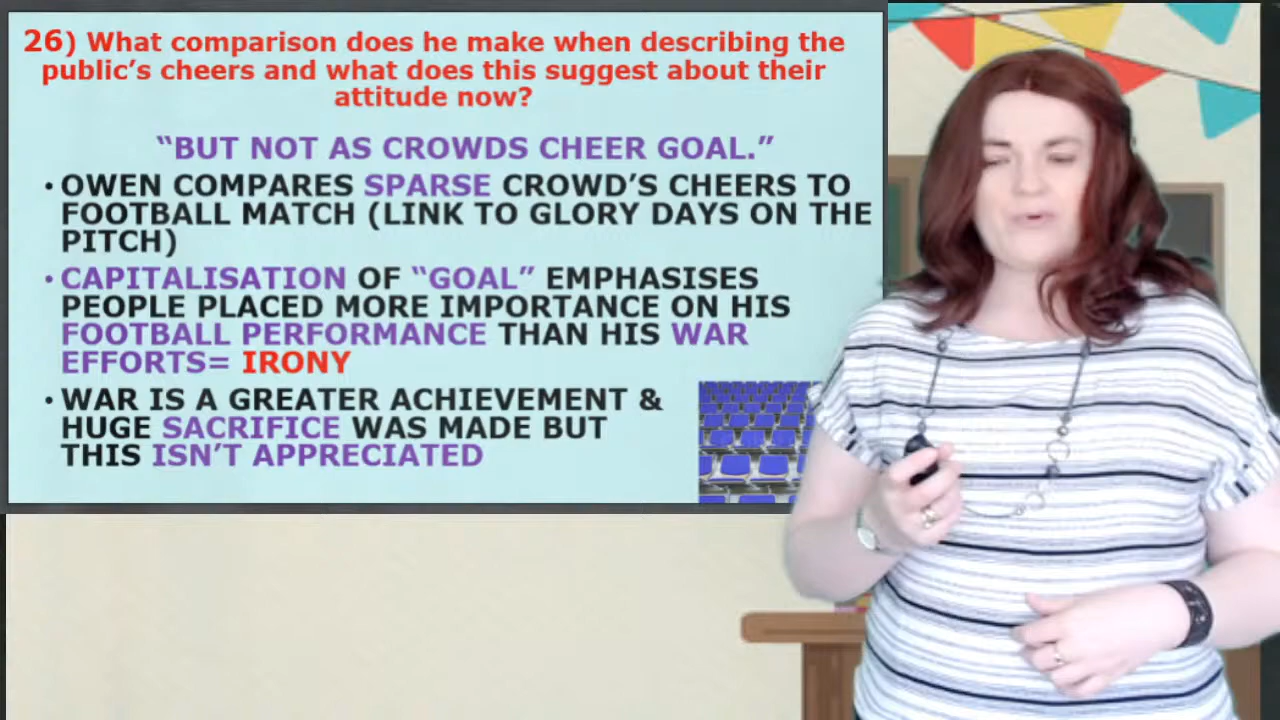 26) What comparison does he make when describing the
public's cheers and what does this suggest about their
attitude now?
"BUT NOT AS CROWDS CHEER GOAL."
• OWEN COMPARES SPARSE CROWD'S CHEERS TO
FOOTBALL MATCH (LINK TO GLORY DAYS ON THE
PITCH)
• CAPITALISATION OF "GOAL" EMPHASISES
PEOPLE PLACED MORE IMPORTANCE ON HIS
FOOTBALL PERFORMANCE THAN HIS WAR
EFFORTS= IRONY
• WAR IS A GREATER ACHIEVEMENT &
HUGE SACRIFICE WAS MADE BUT
THIS ISN'T APPRECIATED